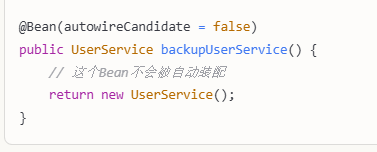 @Bean(autowireCandidate = false)
public UserService backupUserService() {
    // 这个Bean不会被自动装配
    return new UserService();
}